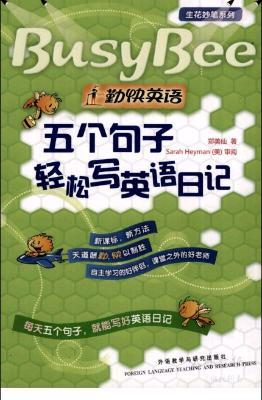 生花妙笔系列
BusyBee
勤快英语
五个句子
轻松写英语日记
郑美仙 著
Sarah Heyman (美) 审阅
新课标，新方法
天道酬勤，快以制胜
自主学习的好伴侣，课堂之外的好老师
每天五个句子，就能写好英语日记
外语教学与研究出版社
FOREIGN LANGUAGE TEACHING AND RESEARCH PRESS